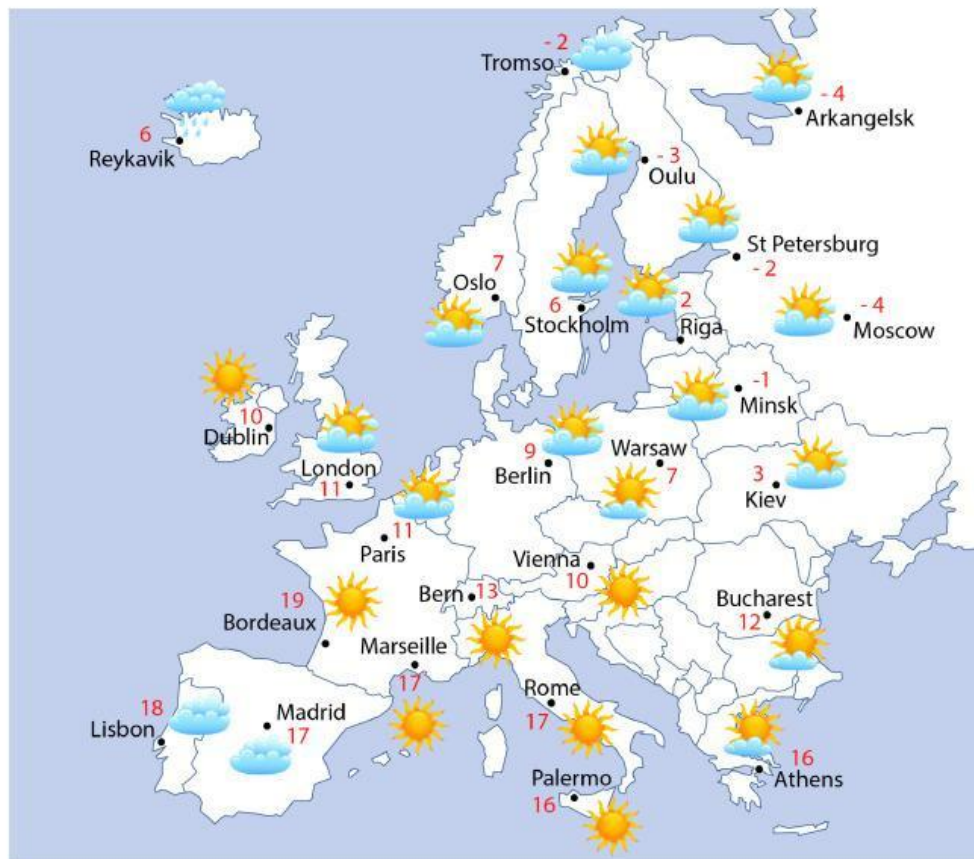 - 2
Tromso
- 4
Arkangelsk
6
Reykavik
- 3
Oulu
St Petersburg
- 2
7
Oslo
6
Stockholm
2
Riga
- 4
Moscow
-1
Minsk
10
Dublin
London
11
9
Berlin
Warsaw
7
3
Kiev
11
Paris
Vienna
10
Bern 13
19
Bordeaux
Bucharest
12
Marseille
17
Rome
17
18
Lisbon
Madrid
17
16
Athens
Palermo
16